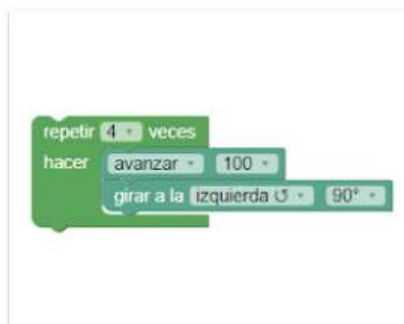 repetir 4 veces
hacer avanzar 100
girar a la izquierda ↺ 90°